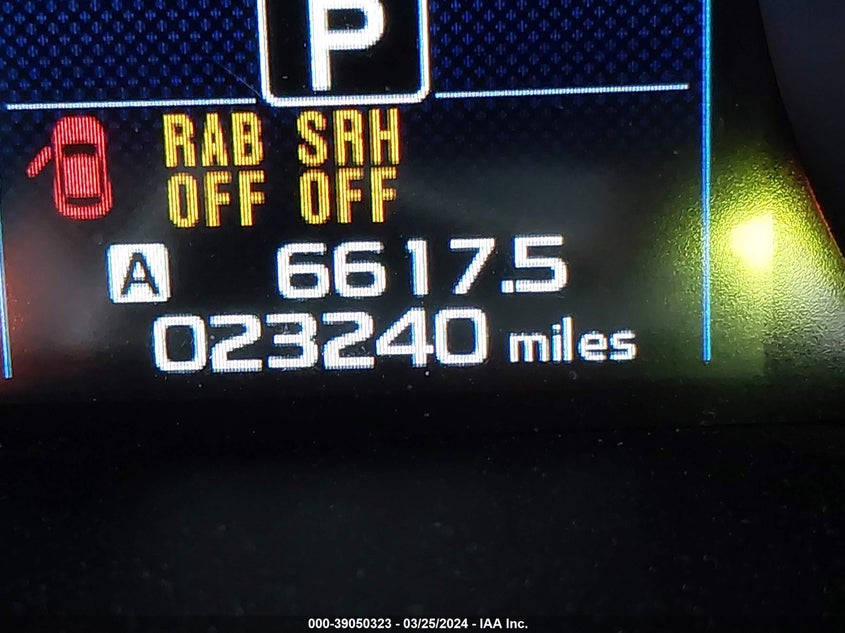 P
RAB SRH
OFF OFF
A 6617.5
023240 miles
000-39050323 - 03/25/2024 - IAA Inc.